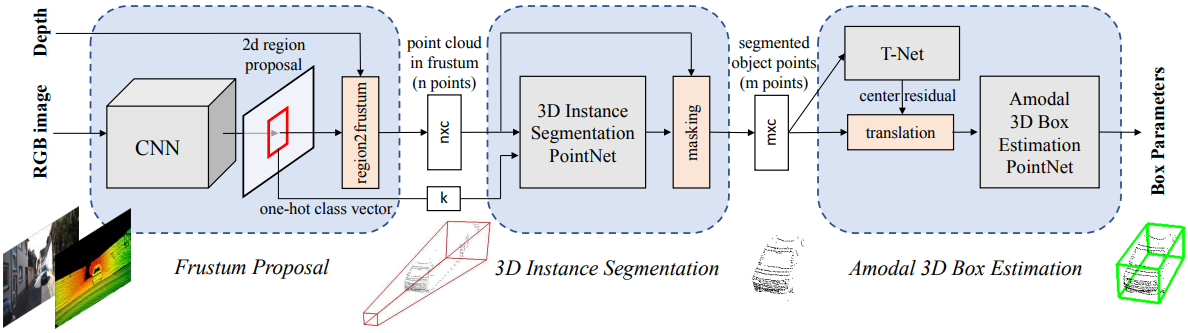 Depth
RGB image
CNN
2d region
proposal
region2frustum
one-hot class vector
Frustum Proposal
point cloud
in frustum
(n points)
nxc
k
3D Instance
Segmentation
PointNet
masking
3D Instance Segmentation
segmented
object points
(m points)
mxc
T-Net
center residual
translation
Amodal
3D Box
Estimation
PointNet
Amodal 3D Box Estimation
Box Parameters